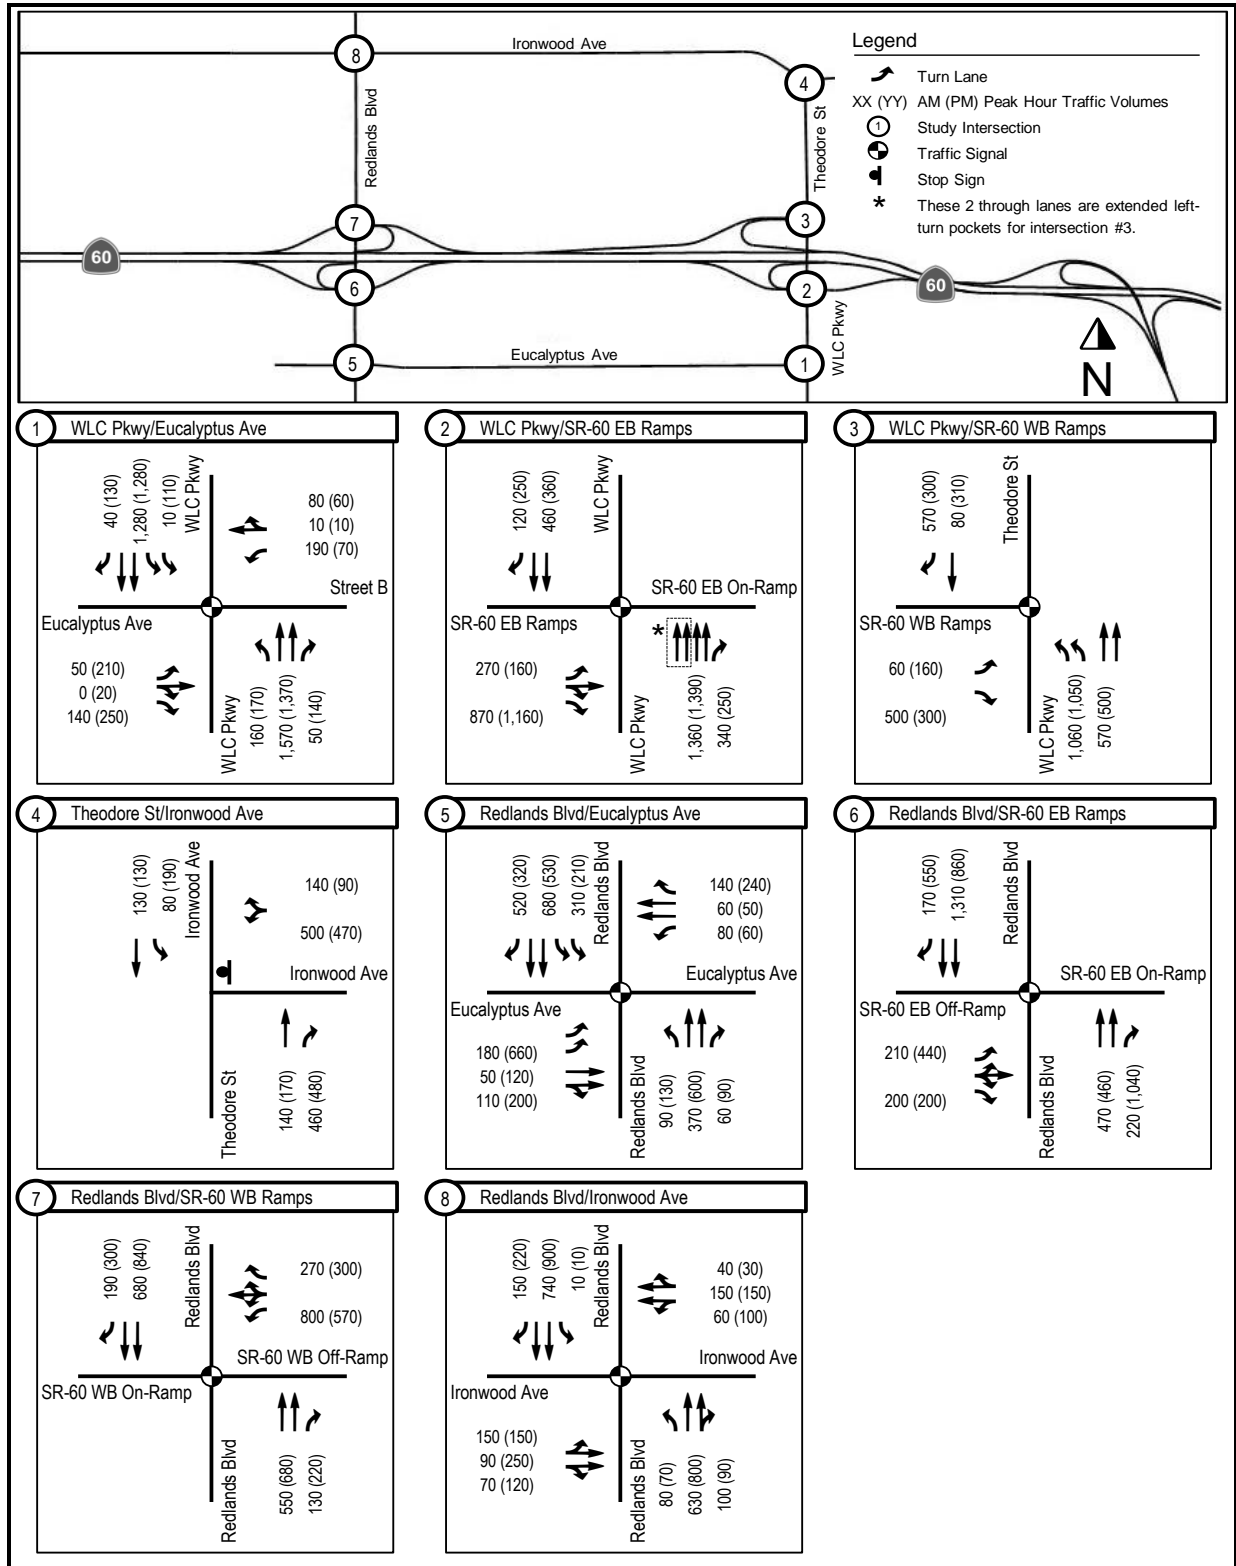 Ironwood Ave
Redlands Blvd
Theodore St
WLC Pkwy
Eucalyptus Ave
60
60
8
4
7
3
6
2
5
1
N
Legend
Turn Lane
XX (YY) AM (PM) Peak Hour Traffic Volumes
1 Study Intersection
Traffic Signal
Stop Sign
* These 2 through lanes are extended left-
turn pockets for intersection #3.
1 WLC Pkwy/Eucalyptus Ave
40 (130)
1,280 (1,280)
10 (110)
WLC Pkwy
80 (60)
10 (10)
190 (70)
Street B
Eucalyptus Ave
50 (210)
0 (20)
140 (250)
WLC Pkwy
160 (170)
1,570 (1,370)
50 (140)
2 WLC Pkwy/SR-60 EB Ramps
120 (250)
460 (360)
WLC Pkwy
SR-60 EB On-Ramp
SR-60 EB Ramps
*
270 (160)
870 (1,160)
WLC Pkwy
1,360 (1,390)
340 (250)
3 WLC Pkwy/SR-60 WB Ramps
570 (300)
80 (310)
Theodore St
SR-60 WB Ramps
60 (160)
500 (300)
WLC Pkwy
1,060 (1,050)
570 (500)
4 Theodore St/Ironwood Ave
130 (130)
80 (190)
Ironwood Ave
140 (90)
500 (470)
Ironwood Ave
Theodore St
140 (170)
460 (480)
5 Redlands Blvd/Eucalyptus Ave
520 (320)
680 (530)
310 (210)
Redlands Blvd
140 (240)
60 (50)
80 (60)
Eucalyptus Ave
Eucalyptus Ave
180 (660)
50 (120)
110 (200)
Redlands Blvd
90 (130)
370 (600)
60 (90)
6 Redlands Blvd/SR-60 EB Ramps
170 (550)
1,310 (860)
Redlands Blvd
SR-60 EB On-Ramp
SR-60 EB Off-Ramp
210 (440)
200 (200)
Redlands Blvd
470 (460)
220 (1,040)
7 Redlands Blvd/SR-60 WB Ramps
190 (300)
680 (840)
Redlands Blvd
270 (300)
800 (570)
SR-60 WB Off-Ramp
SR-60 WB On-Ramp
Redlands Blvd
550 (680)
130 (220)
8 Redlands Blvd/Ironwood Ave
150 (220)
740 (900)
10 (10)
Redlands Blvd
40 (30)
150 (150)
60 (100)
Ironwood Ave
Ironwood Ave
150 (150)
90 (250)
70 (120)
Redlands Blvd
80 (70)
630 (800)
100 (90)